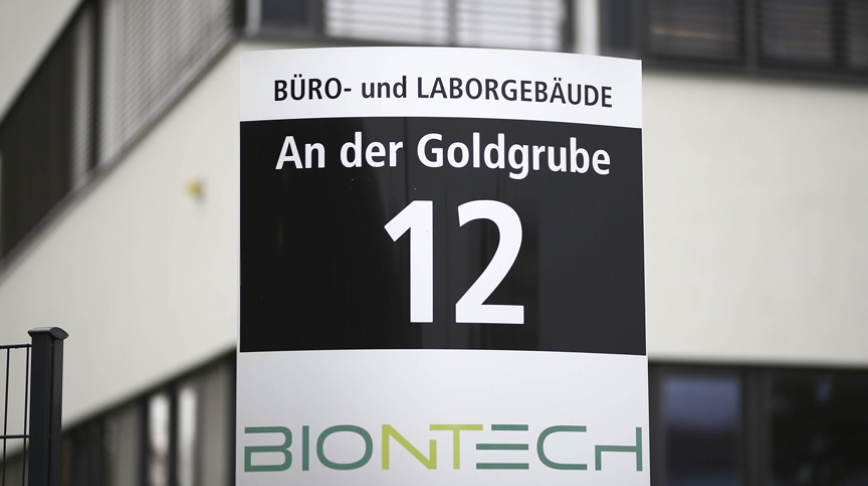 BÜRO- und LABORGEBÄUDE
An der Goldgrube
12
BIONTECH